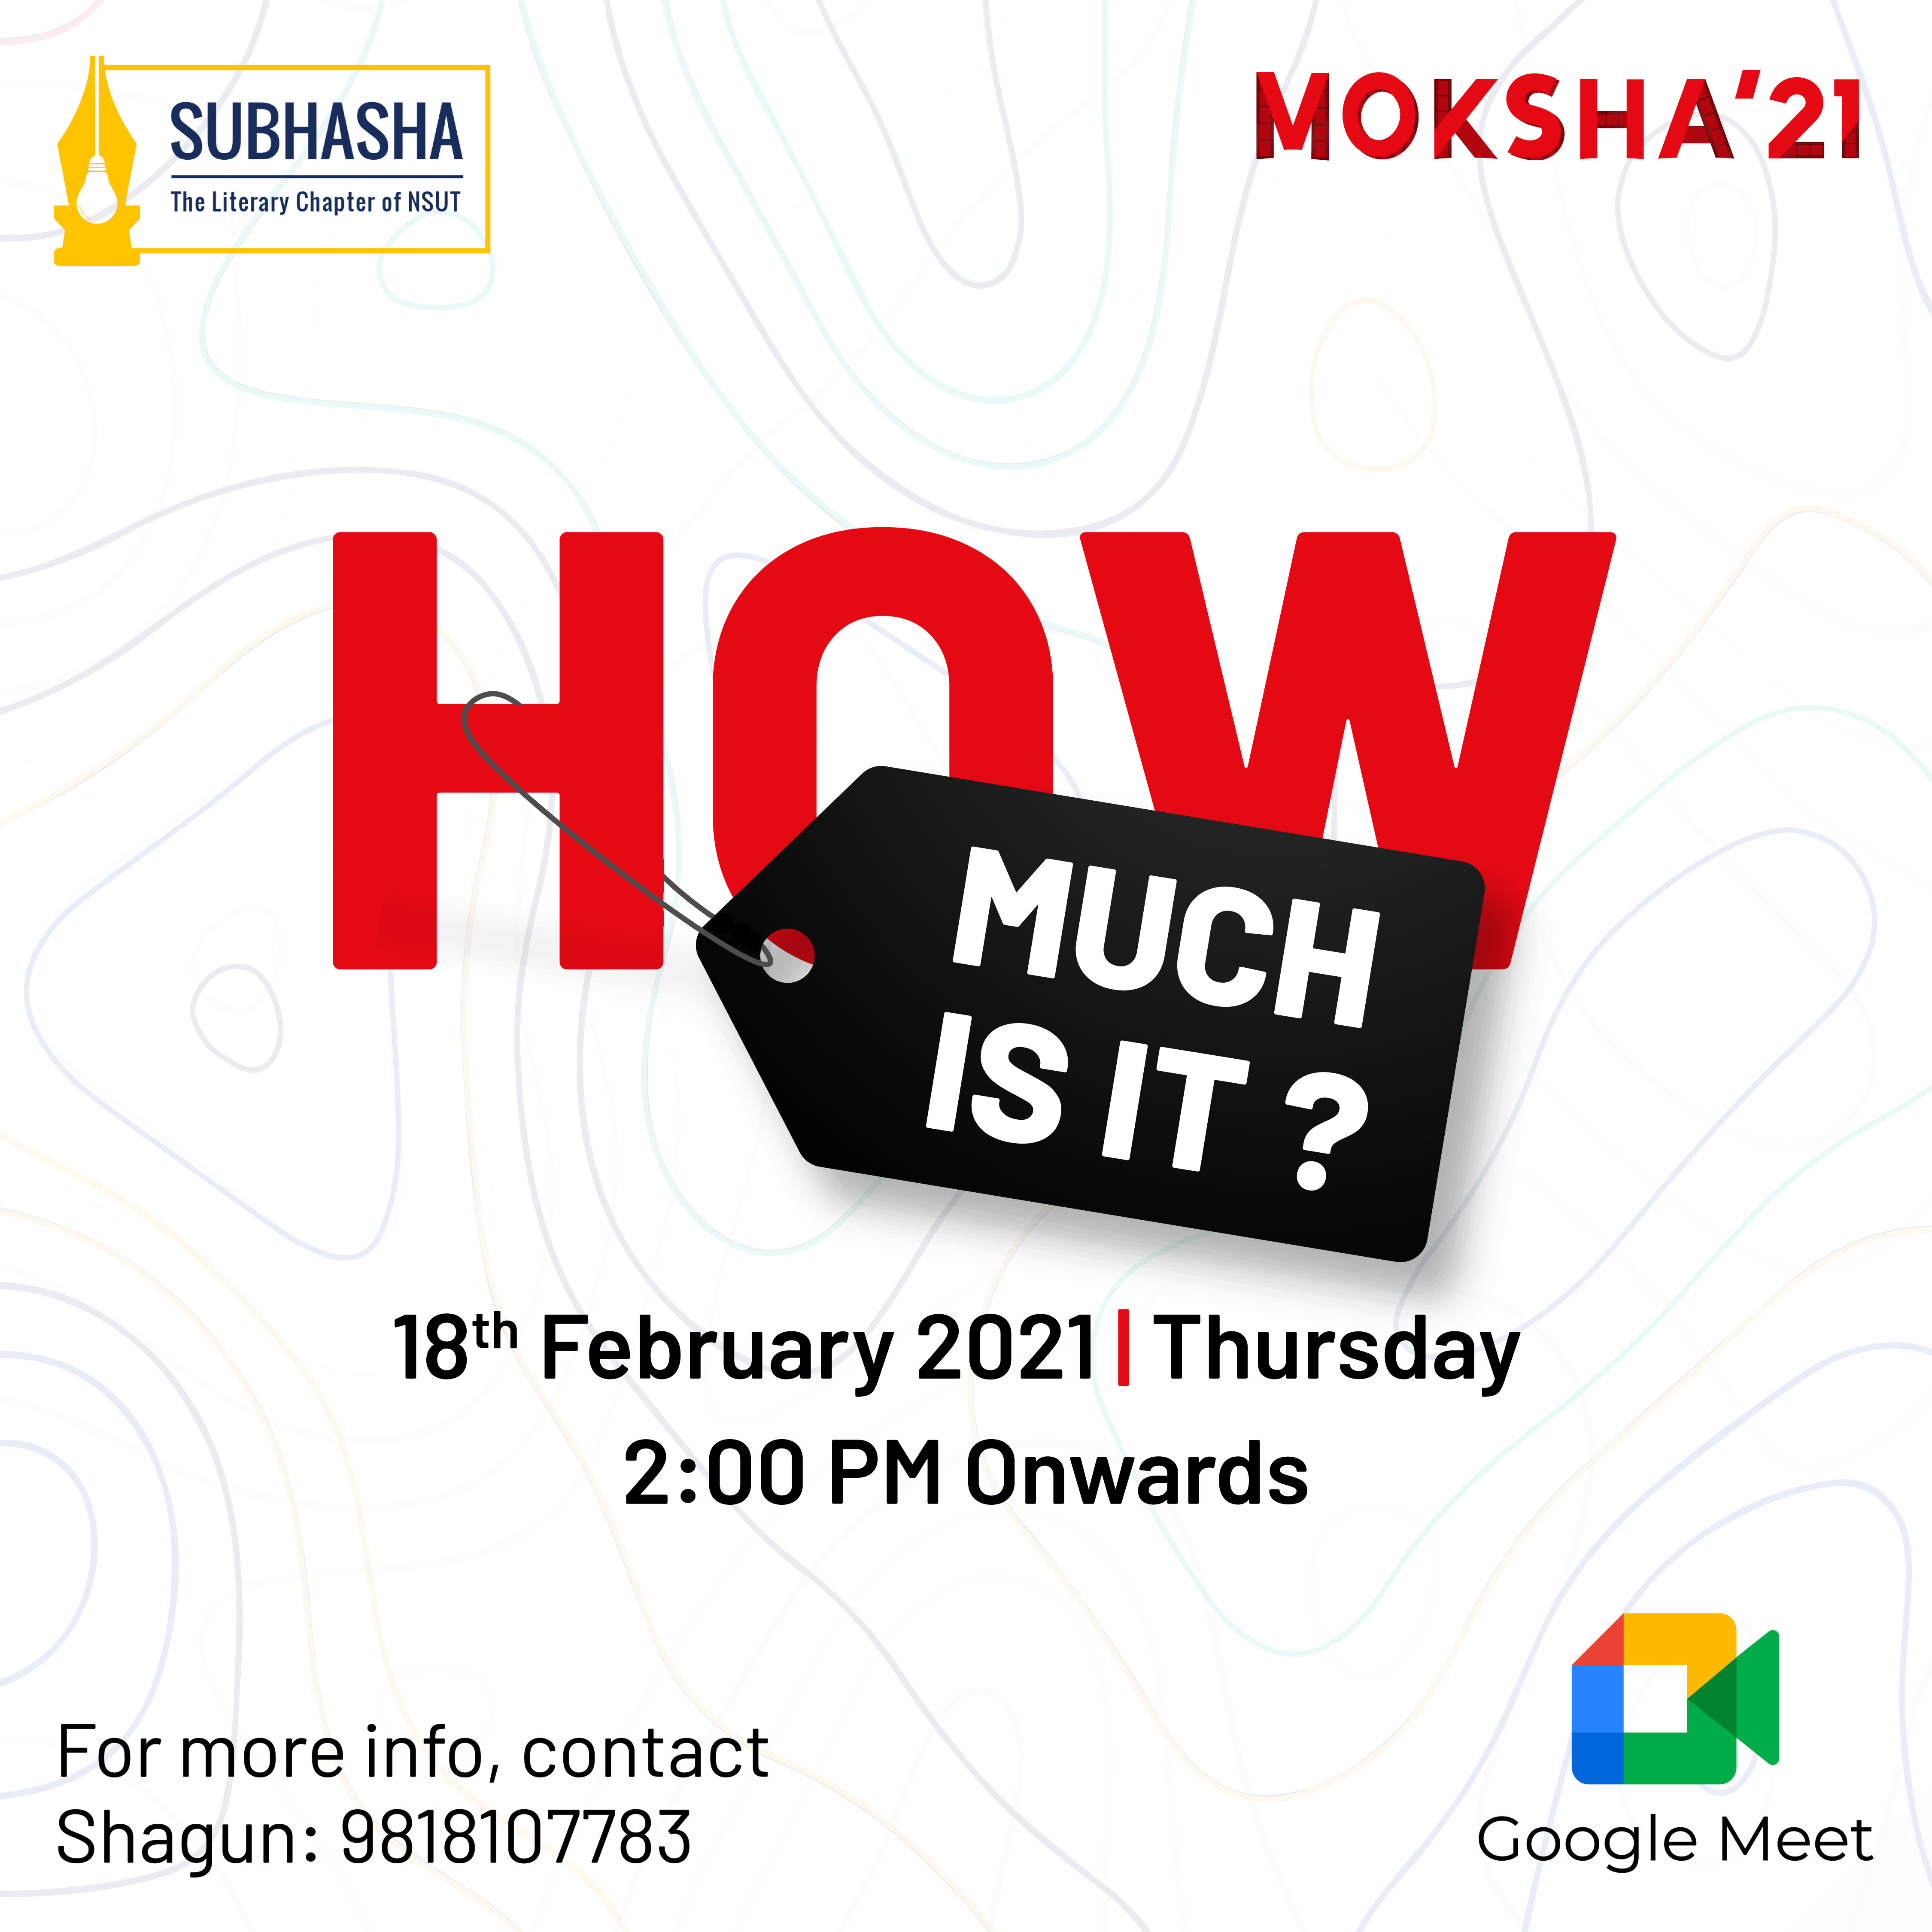 SUBHASHA
The Literary Chapter of NSUT
MOKSHA'21
HOW
MUCH
IS IT ?
18th February 2021 | Thursday
2:00 PM Onwards
For more info, contact
Shagun: 9818107783
Google Meet